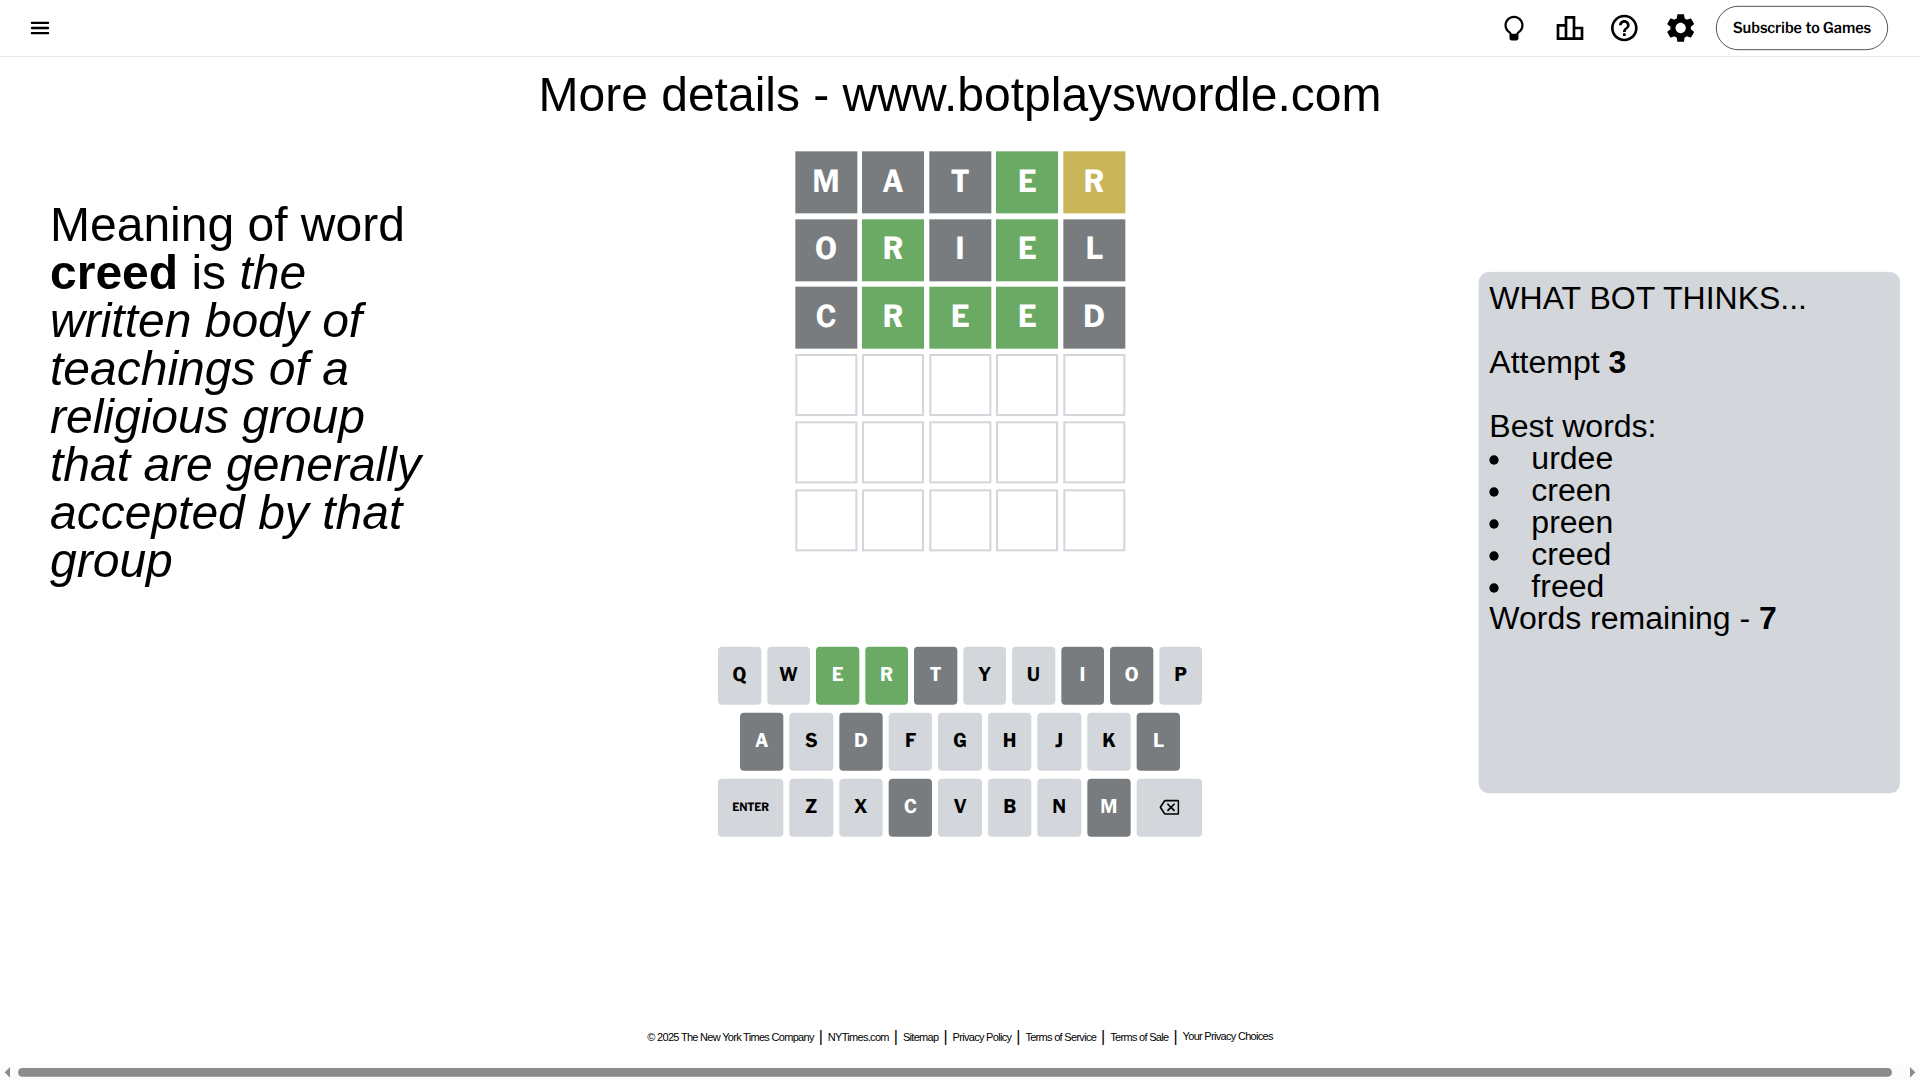 Subscribe to Games
More details - www.botplayswordle.com
Meaning of word
creed is the
written body of
teachings of a
religious group
that are generally
accepted by that
group
M A T E R
O R I E L
C R E E D
WHAT BOT THINKS...
Attempt 3
Best words:
• urdee
• creen
• preen
• creed
• freed
Words remaining - 7
Q W E R T Y U I O P
A S D F G H J K L
ENTER Z X C V B N M
© 2025 The New York Times Company | NYTimes.com | Sitemap | Privacy Policy | Terms of Service | Terms of Sale | Your Privacy Choices